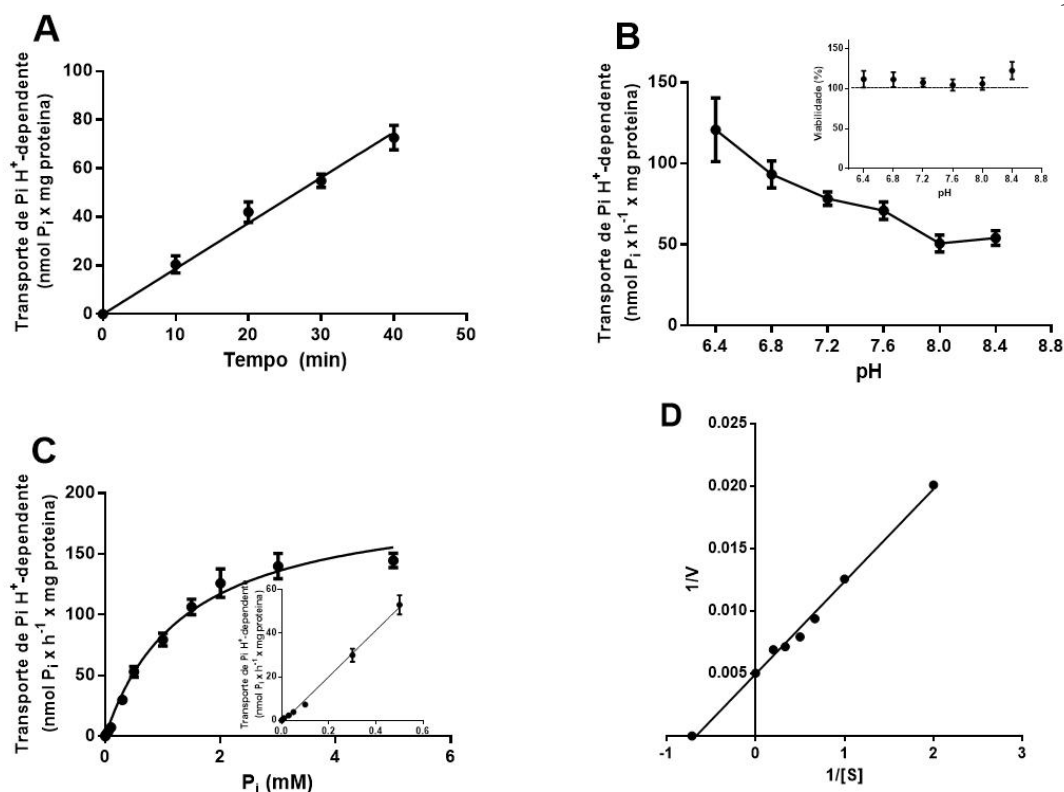 A
Transporte de Pi H⁺-dependente
(nmol Pᵢ x mg proteina)
100
80
60
40
20
0
0 10 20 30 40 50
Tempo (min)
B
Transporte de Pi H⁺-dependente
(nmol Pᵢ x h⁻¹ x mg proteina)
150
100
50
0
6.4 6.8 7.2 7.6 8.0 8.4 8.8
pH
Viabilidade (%)
150
100
50
0
6.4 6.8 7.2 7.6 8.0 8.4 8.8
pH
C
Transporte de Pi H⁺-dependente
(nmol Pᵢ x h⁻¹ x mg proteina)
200
150
100
50
0
0 2 4 6
Pᵢ (mM)
Transporte de Pi H⁺-dependente
(nmol Pᵢ x h⁻¹ x mg proteina)
60
40
20
0
0.0 0.2 0.4 0.6
D
1/V
0.025
0.020
0.015
0.010
0.005
-1 0 1 2 3
1/[S]